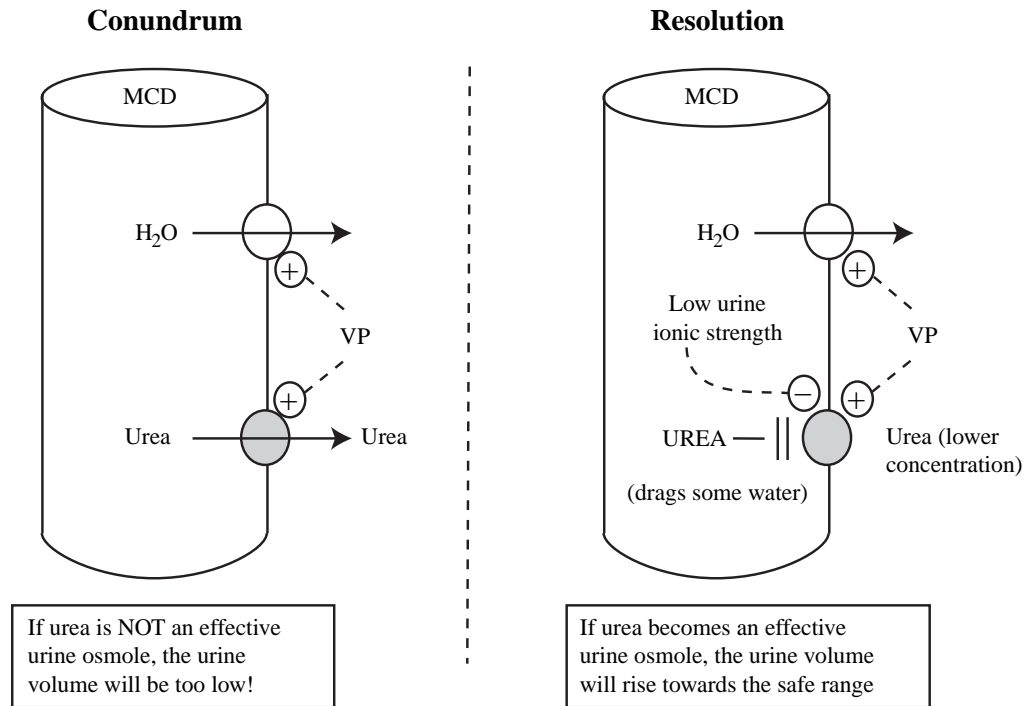 Conundrum
MCD
H₂O
+
VP
+
Urea
Urea
If urea is NOT an effective
urine osmole, the urine
volume will be too low!
Resolution
MCD
H₂O
+
Low urine
ionic strength
VP
−
+
UREA
Urea (lower
concentration)
(drags some water)
If urea becomes an effective
urine osmole, the urine volume
will rise towards the safe range